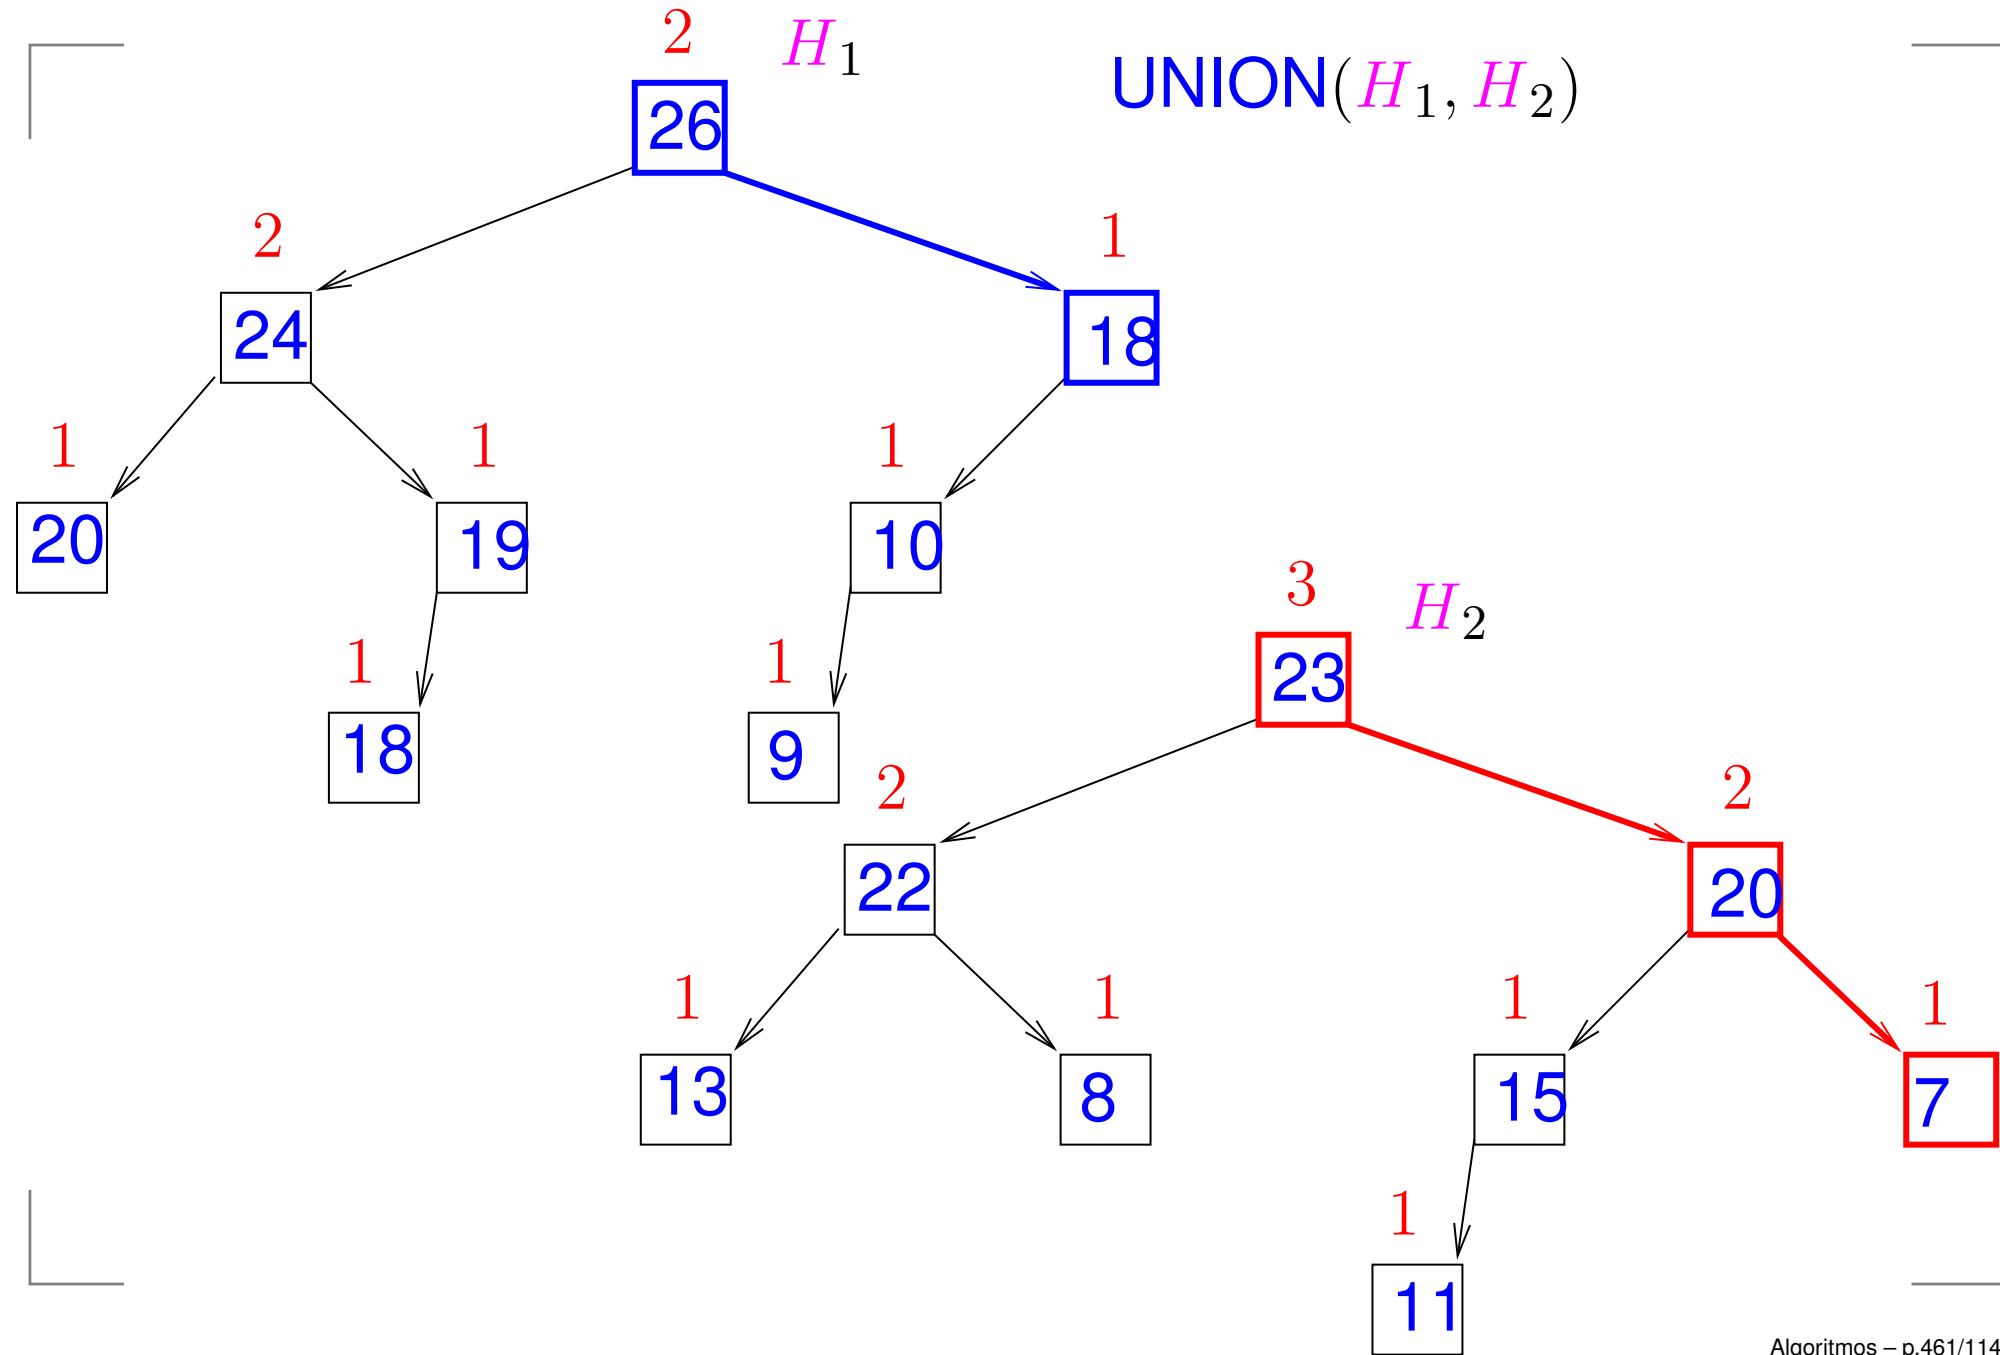 2 H1
UNION(H1, H2)
26
2 1
24 18
1 1 1
20 19 10
3 H2
1 1
23
18 9
2 2
22 20
1 1 1 1
13 8 15 7
1
11
Algoritmos – p.461/114